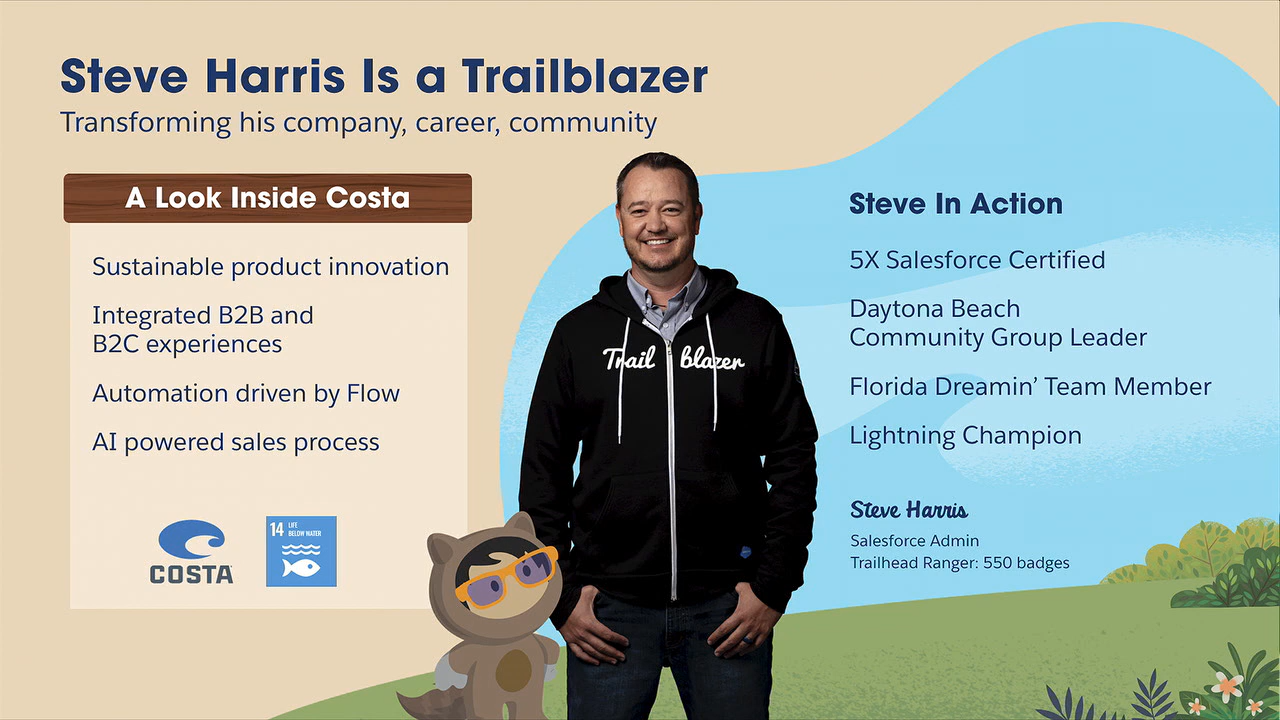 Steve Harris Is a Trailblazer
Transforming his company, career, community
A Look Inside Costa
Sustainable product innovation
Integrated B2B and
B2C experiences
Automation driven by Flow
AI powered sales process
COSTA
14 LIFE
BELOW WATER
Trail blazer
Steve In Action
5X Salesforce Certified
Daytona Beach
Community Group Leader
Florida Dreamin’ Team Member
Lightning Champion
Steve Harris
Salesforce Admin
Trailhead Ranger: 550 badges